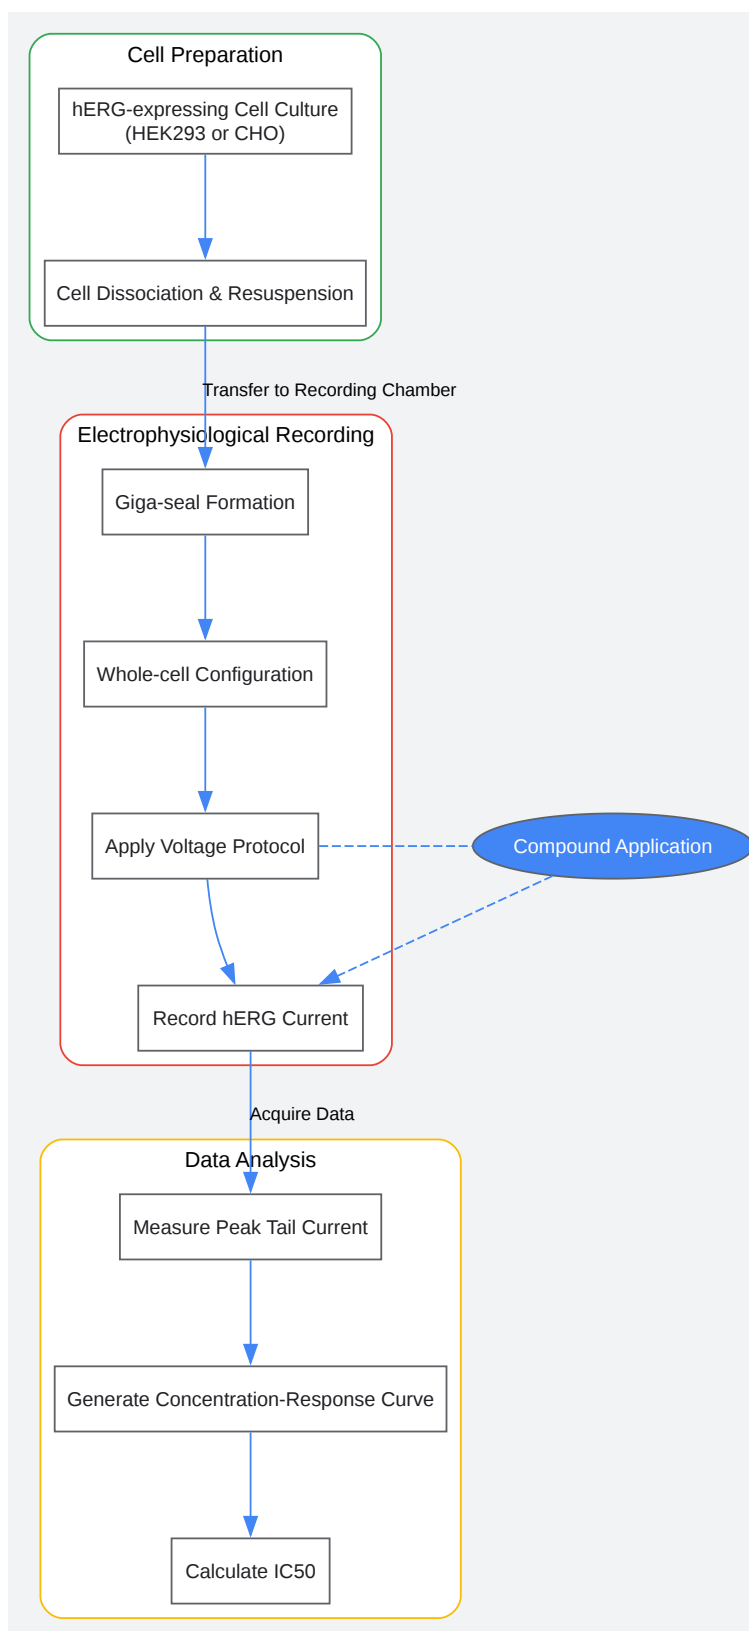 Cell Preparation
hERG-expressing Cell Culture
(HEK293 or CHO)
Cell Dissociation & Resuspension
Transfer to Recording Chamber
Electrophysiological Recording
Giga-seal Formation
Whole-cell Configuration
Apply Voltage Protocol
Compound Application
Record hERG Current
Acquire Data
Data Analysis
Measure Peak Tail Current
Generate Concentration-Response Curve
Calculate IC50